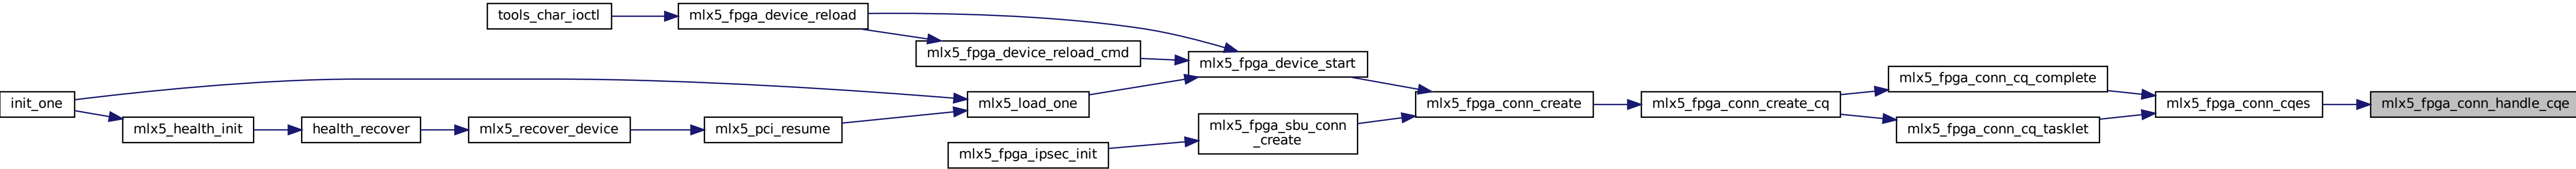 tools_char_ioctl
mlx5_fpga_device_reload
mlx5_fpga_device_reload_cmd
mlx5_fpga_device_start
init_one
mlx5_load_one
mlx5_health_init
health_recover
mlx5_recover_device
mlx5_pci_resume
mlx5_fpga_ipsec_init
mlx5_fpga_sbu_conn
_create
mlx5_fpga_conn_create
mlx5_fpga_conn_create_cq
mlx5_fpga_conn_cq_complete
mlx5_fpga_conn_cq_tasklet
mlx5_fpga_conn_cqes
mlx5_fpga_conn_handle_cqe